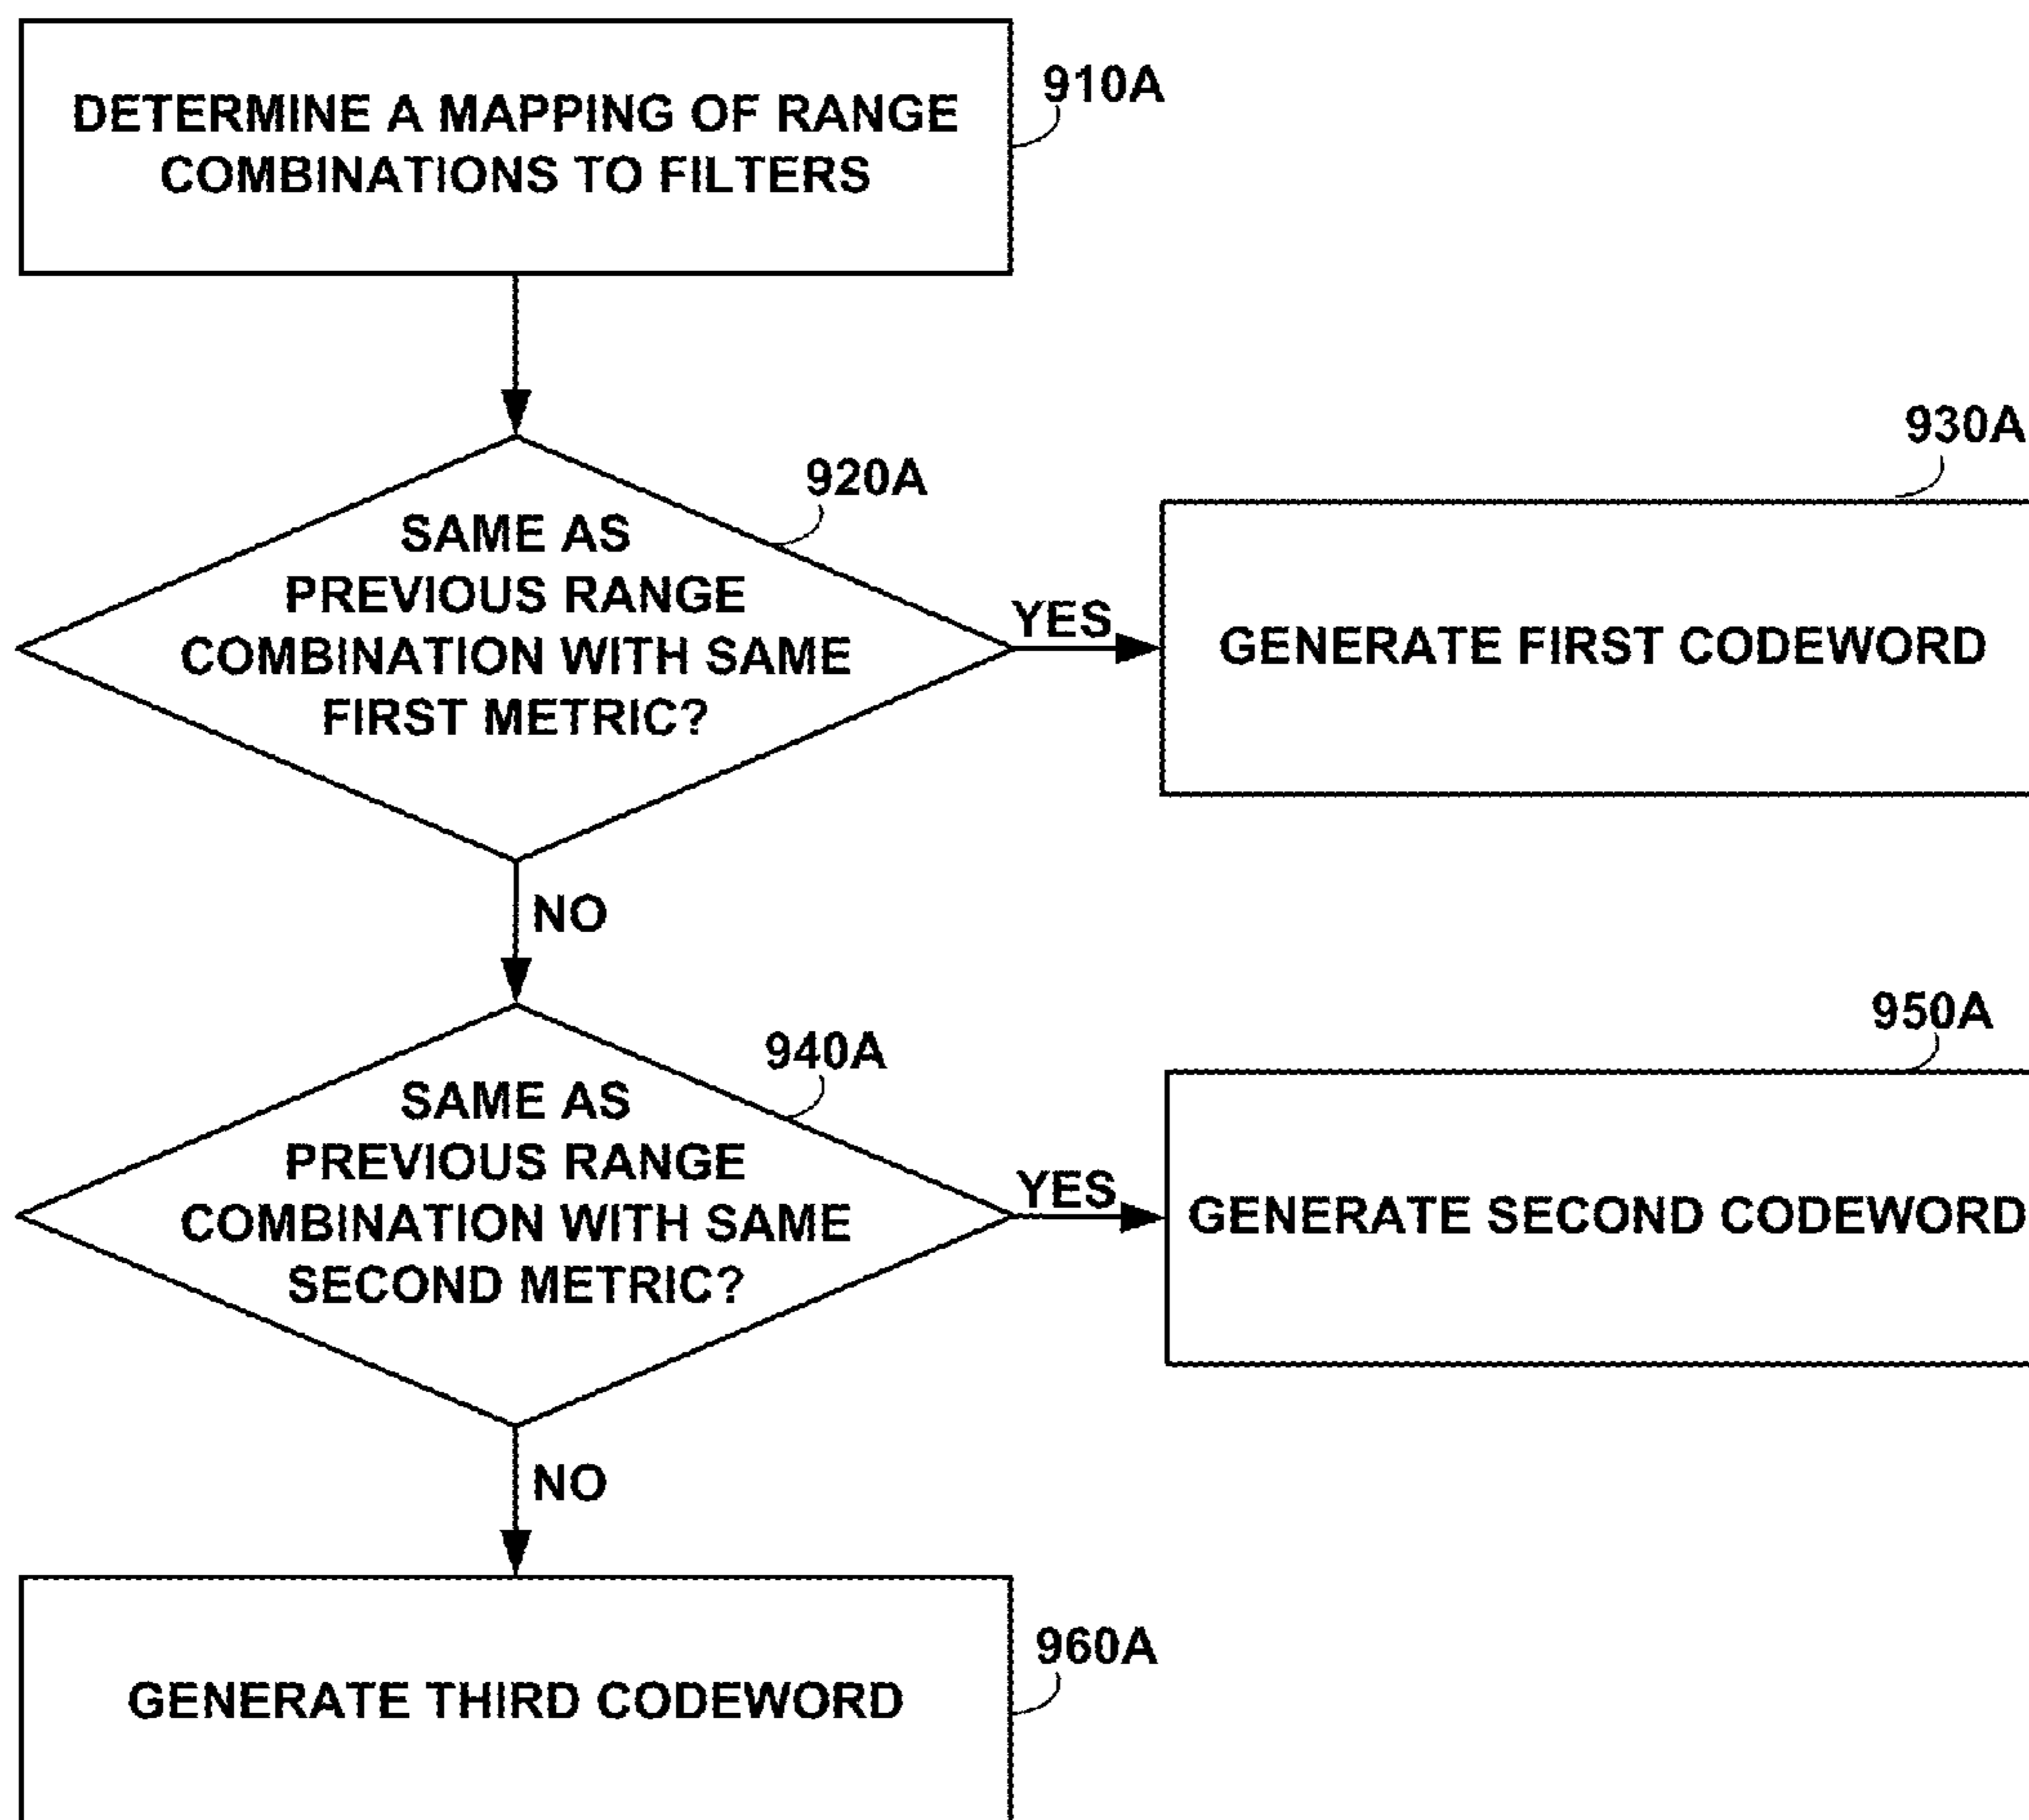 DETERMINE A MAPPING OF RANGE
COMBINATIONS TO FILTERS
910A
920A
SAME AS
PREVIOUS RANGE
COMBINATION WITH SAME
FIRST METRIC?
YES
930A
GENERATE FIRST CODEWORD
NO
940A
SAME AS
PREVIOUS RANGE
COMBINATION WITH SAME
SECOND METRIC?
YES
950A
GENERATE SECOND CODEWORD
NO
960A
GENERATE THIRD CODEWORD